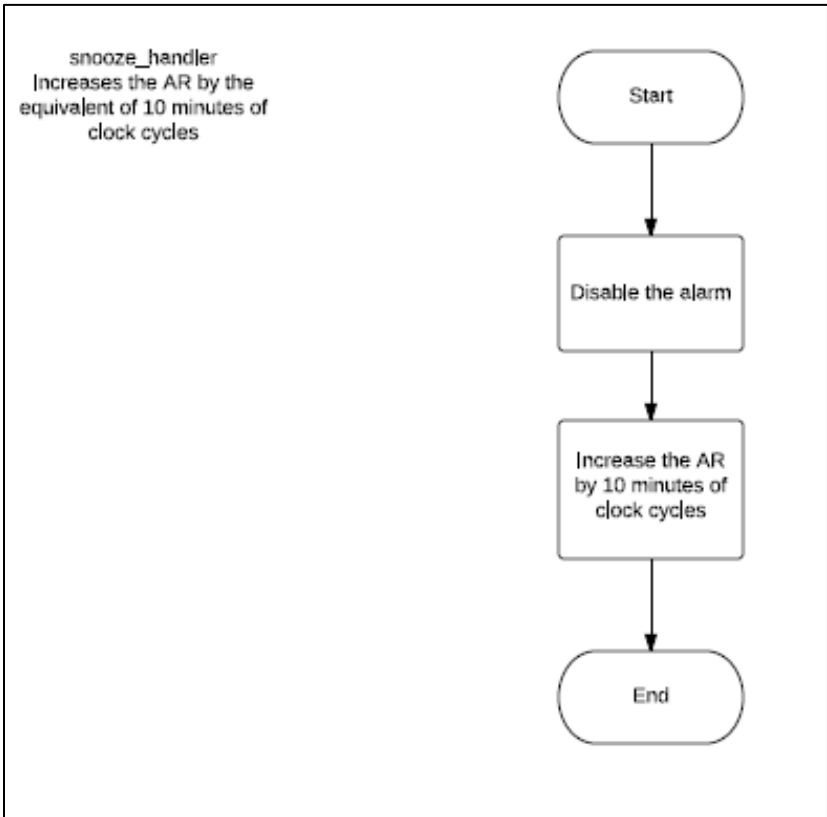 snooze_handler
Increases the AR by the
equivalent of 10 minutes of
clock cycles
Start
Disable the alarm
Increase the AR
by 10 minutes of
clock cycles
End